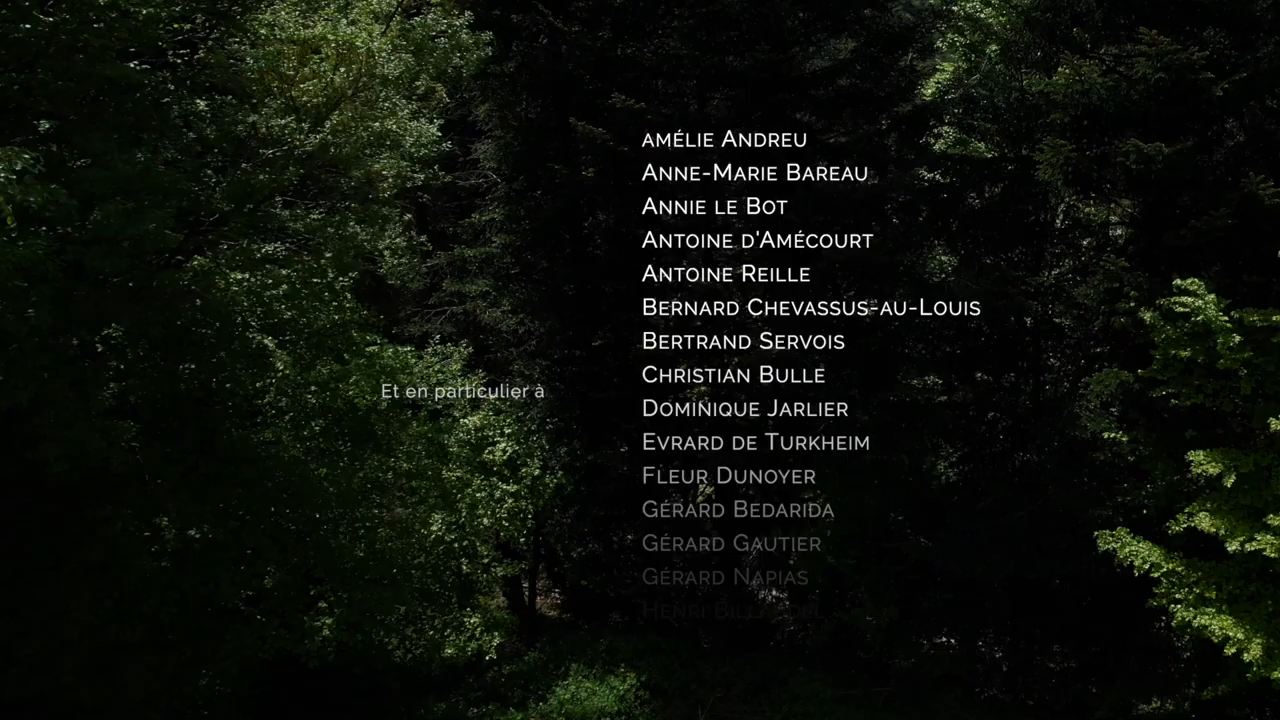 Et en particulier à
AMÉLIE ANDREU
ANNE-MARIE BAREAU
ANNIE LE BOT
ANTOINE D'AMÉCOURT
ANTOINE REILLE
BERNARD CHEVASSUS-AU-LOUIS
BERTRAND SERVOIS
CHRISTIAN BULLE
DOMINIQUE JARLIER
EVRARD DE TURKHEIM
FLEUR DUNOYER
GÉRARD BEDARIDA
GÉRARD GAUTIER
GÉRARD NAPIAS
HENRI